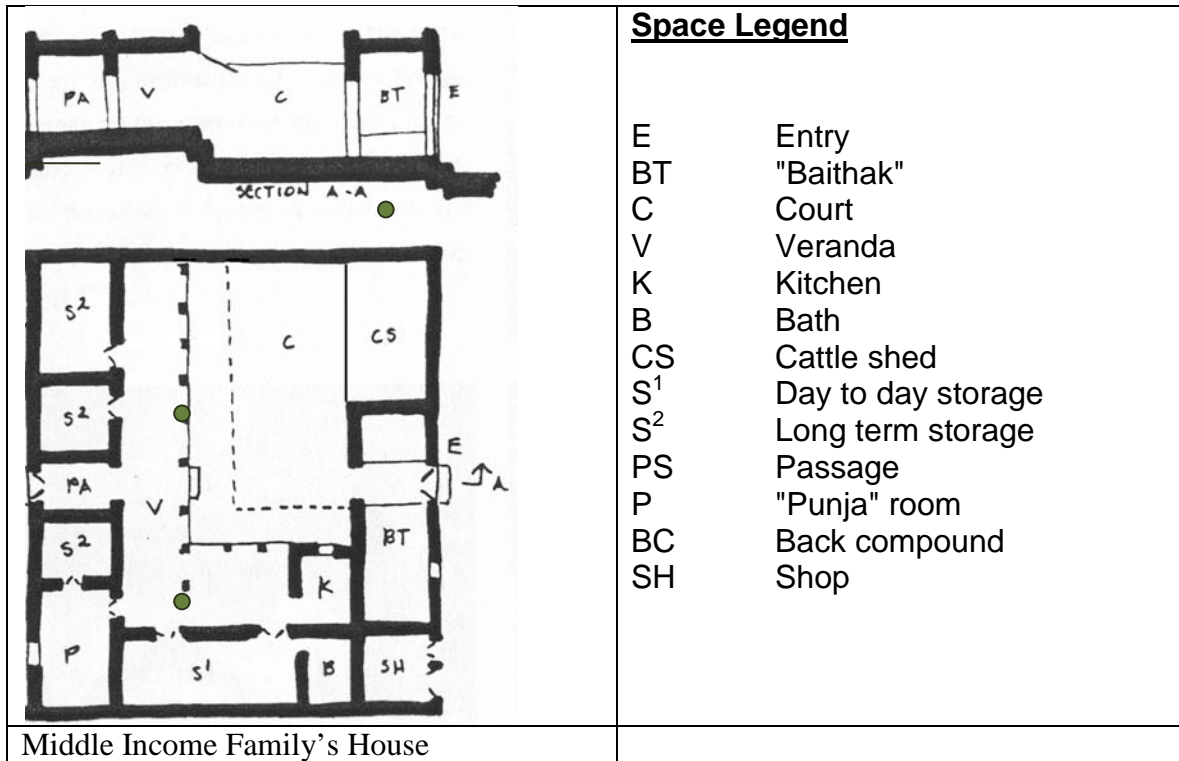 PA V C BT E
SECTION A-A
S²
C CS
S²
E
PA A
V
S² BT
K
P S¹ B SH
Middle Income Family’s House
Space Legend
E Entry
BT "Baithak"
C Court
V Veranda
K Kitchen
B Bath
CS Cattle shed
S¹ Day to day storage
S² Long term storage
PS Passage
P "Punja" room
BC Back compound
SH Shop